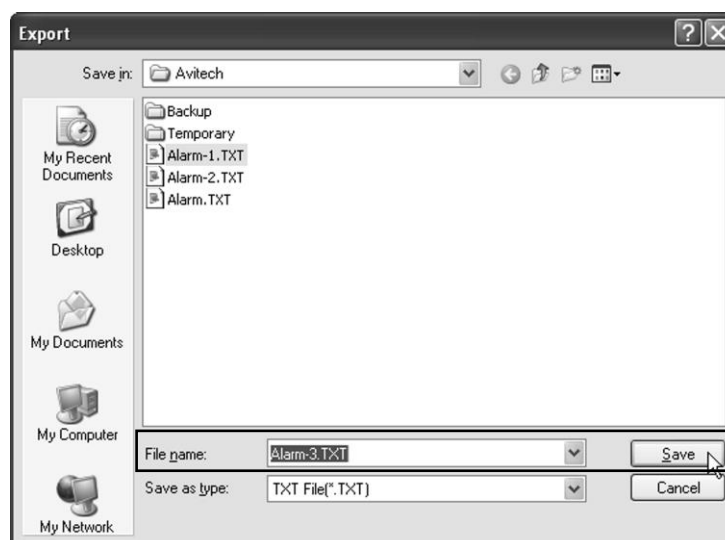 Export
Save in:
Avitech
Backup
Temporary
Alarm-1.TXT
Alarm-2.TXT
Alarm.TXT
My Recent
Documents
Desktop
My Documents
My Computer
My Network
File name:
Alarm-3.TXT
Save
Save as type:
TXT File(*.TXT)
Cancel